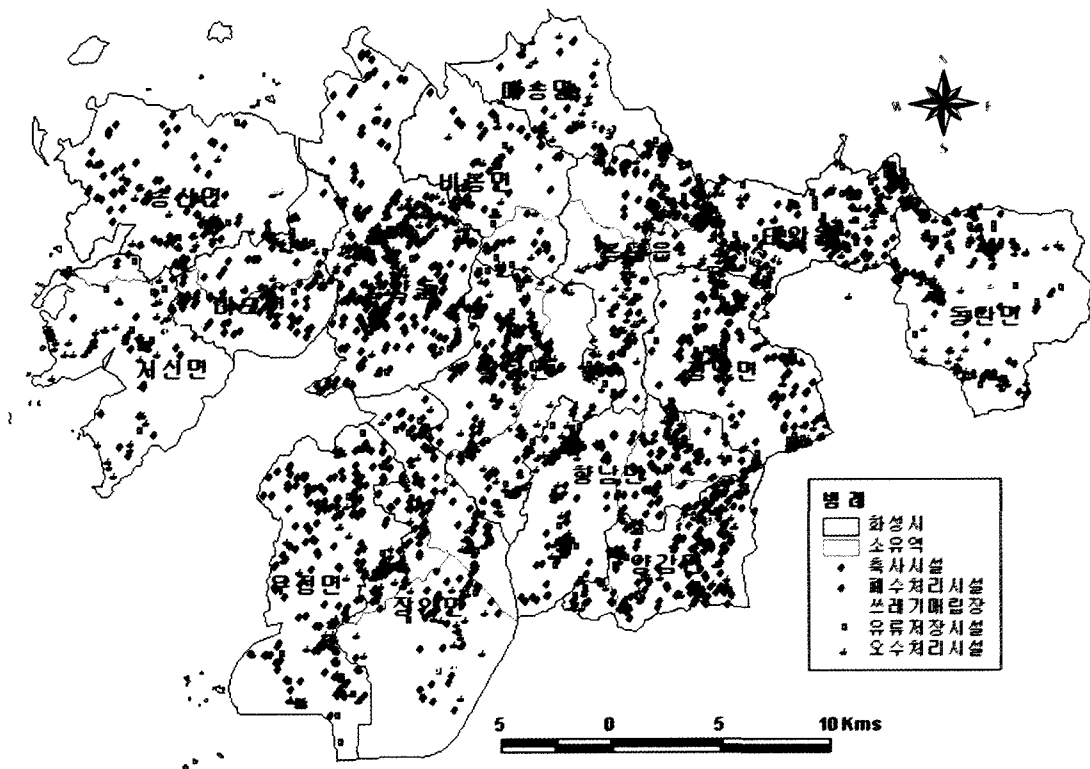 매송면
N
W
E
S
송산면
비봉면
태안읍
봉담읍
마도면
동탄면
서신면
정남면
향남면
양감면
우정면
장안면
범례
화성시
소유역
축사시설
폐수처리시설
쓰레기매립장
유류저장시설
오수처리시설
5 0 5 10 Kms